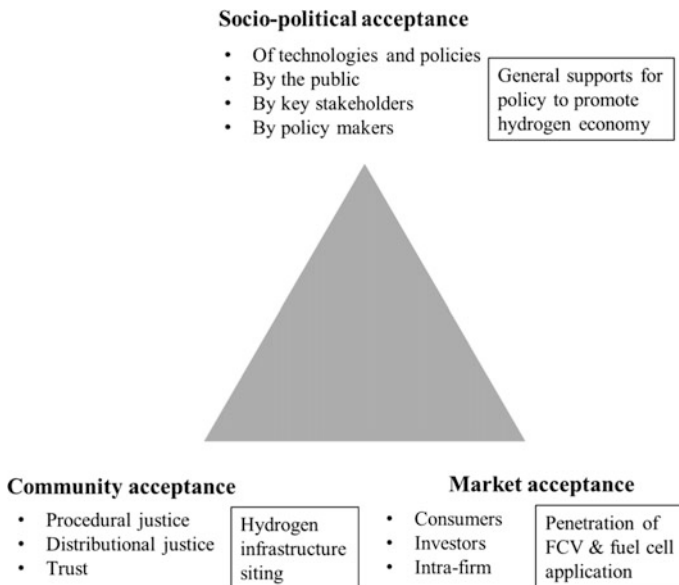 Socio-political acceptance
• Of technologies and policies
• By the public
• By key stakeholders
• By policy makers
General supports for
policy to promote
hydrogen economy
Community acceptance
• Procedural justice
• Distributional justice
• Trust
Hydrogen
infrastructure
siting
Market acceptance
• Consumers
• Investors
• Intra-firm
Penetration of
FCV & fuel cell
application